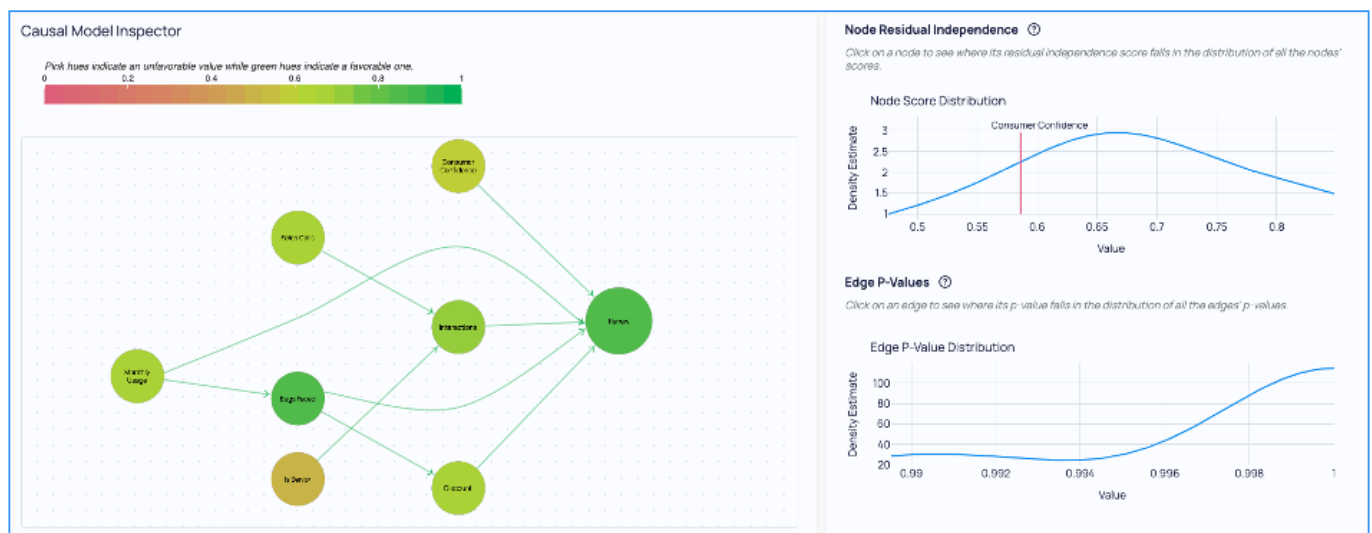 Causal Model Inspector
Pink hues indicate an unfavorable value while green hues indicate a favorable one.
0 0.2 0.4 0.6 0.8 1
Consumer
Confidence
Sales Calls
Interactions
Monthly
Usage
Bugs Faced
Is Senior
Discount
Node Residual Independence
Click on a node to see where its residual independence score falls in the distribution of all the nodes'
scores.
Node Score Distribution
Consumer Confidence
Density Estimate
3
2.5
2
1.5
1
0.5 0.6 0.65 0.7 0.75 0.8
0.55
Value
Edge P-Values
Click on an edge to see where its p-value falls in the distribution of all the edges' p-values.
Edge P-Value Distribution
Density Estimate
100
80
60
40
20
0.99 0.992 0.994 0.996 0.998 1
Value